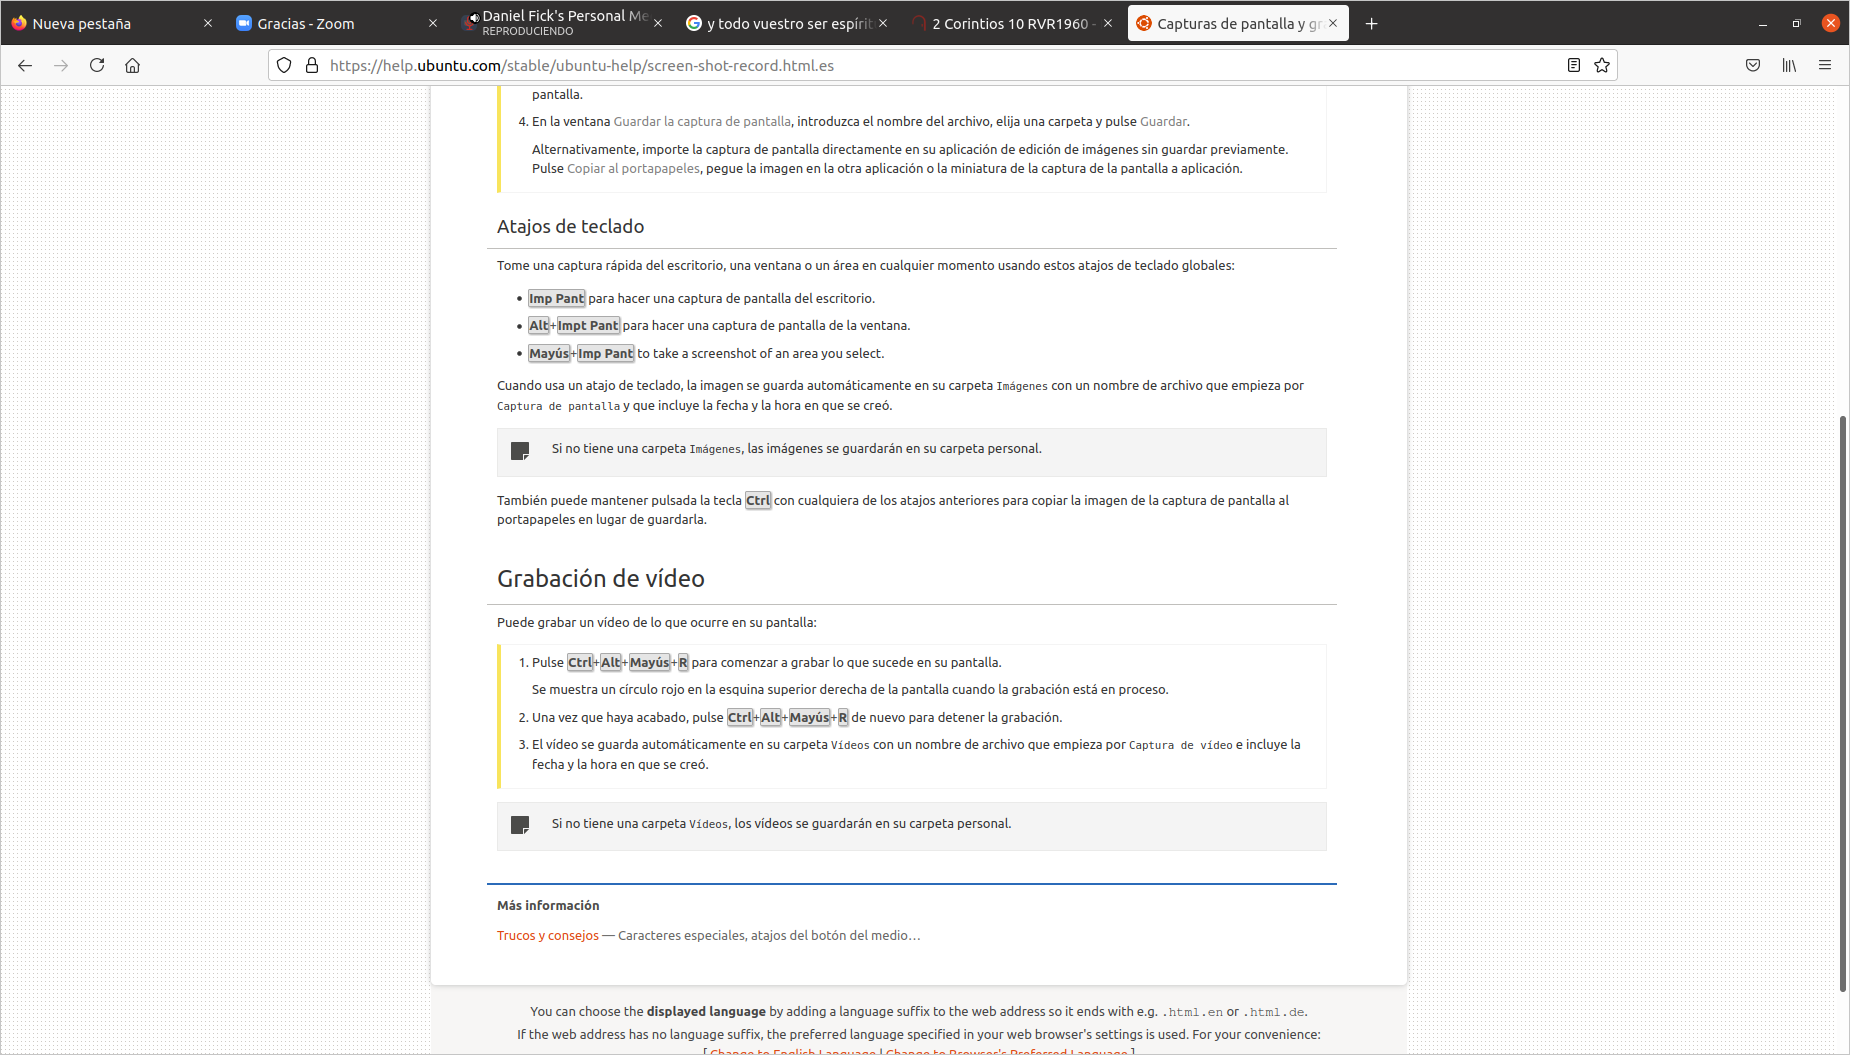 Nueva pestaña
Gracias - Zoom
Daniel Fick's Personal Me
REPRODUCIENDO
y todo vuestro ser espírit
2 Corintios 10 RVR1960 -
Capturas de pantalla y gr
https://help.ubuntu.com/stable/ubuntu-help/screen-shot-record.html.es
pantalla.
4. En la ventana Guardar la captura de pantalla, introduzca el nombre del archivo, elija una carpeta y pulse Guardar.
Alternativamente, importe la captura de pantalla directamente en su aplicación de edición de imágenes sin guardar previamente.
Pulse Copiar al portapapeles, pegue la imagen en la otra aplicación o la miniatura de la captura de la pantalla a aplicación.
Atajos de teclado
Tome una captura rápida del escritorio, una ventana o un área en cualquier momento usando estos atajos de teclado globales:
• Imp Pant para hacer una captura de pantalla del escritorio.
• Alt+Impt Pant para hacer una captura de pantalla de la ventana.
• Mayús+Imp Pant to take a screenshot of an area you select.
Cuando usa un atajo de teclado, la imagen se guarda automáticamente en su carpeta Imágenes con un nombre de archivo que empieza por
Captura de pantalla y que incluye la fecha y la hora en que se creó.
Si no tiene una carpeta Imágenes, las imágenes se guardarán en su carpeta personal.
También puede mantener pulsada la tecla Ctrl con cualquiera de los atajos anteriores para copiar la imagen de la captura de pantalla al
portapapeles en lugar de guardarla.
Grabación de vídeo
Puede grabar un vídeo de lo que ocurre en su pantalla:
1. Pulse Ctrl+Alt+Mayús+R para comenzar a grabar lo que sucede en su pantalla.
Se muestra un círculo rojo en la esquina superior derecha de la pantalla cuando la grabación está en proceso.
2. Una vez que haya acabado, pulse Ctrl+Alt+Mayús+R de nuevo para detener la grabación.
3. El vídeo se guarda automáticamente en su carpeta Vídeos con un nombre de archivo que empieza por Captura de vídeo e incluye la
fecha y la hora en que se creó.
Si no tiene una carpeta Vídeos, los vídeos se guardarán en su carpeta personal.
Más información
Trucos y consejos — Caracteres especiales, atajos del botón del medio…
You can choose the displayed language by adding a language suffix to the web address so it ends with e.g. .html.en or .html.de.
If the web address has no language suffix, the preferred language specified in your web browser's settings is used. For your convenience:
[ Change to English Language | Change to Browser's Preferred Language ]